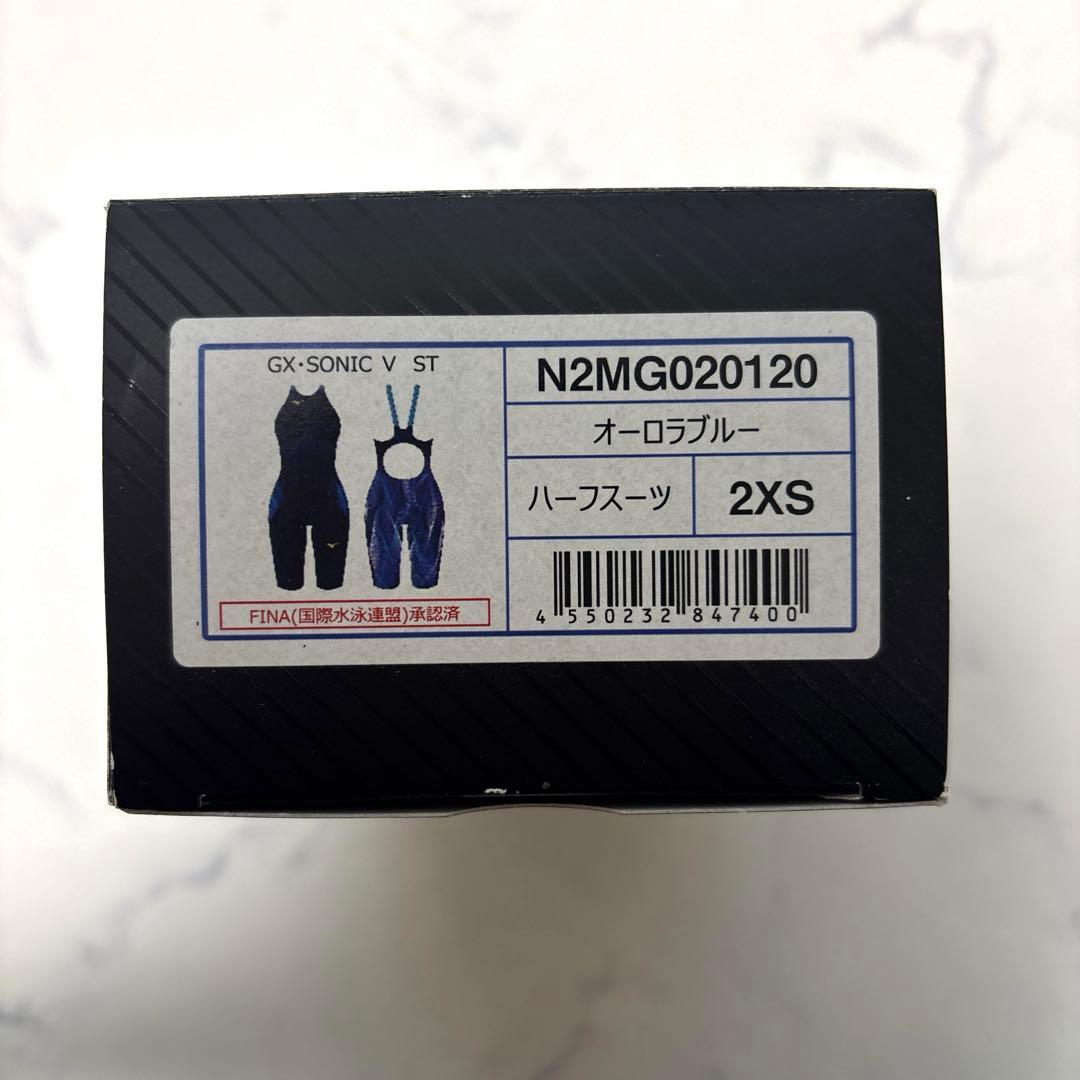 GX・SONIC V ST
FINA(国際水泳連盟)承認済
N2MG020120
オーロラブルー
ハーフスーツ
2XS
4 550232 847400